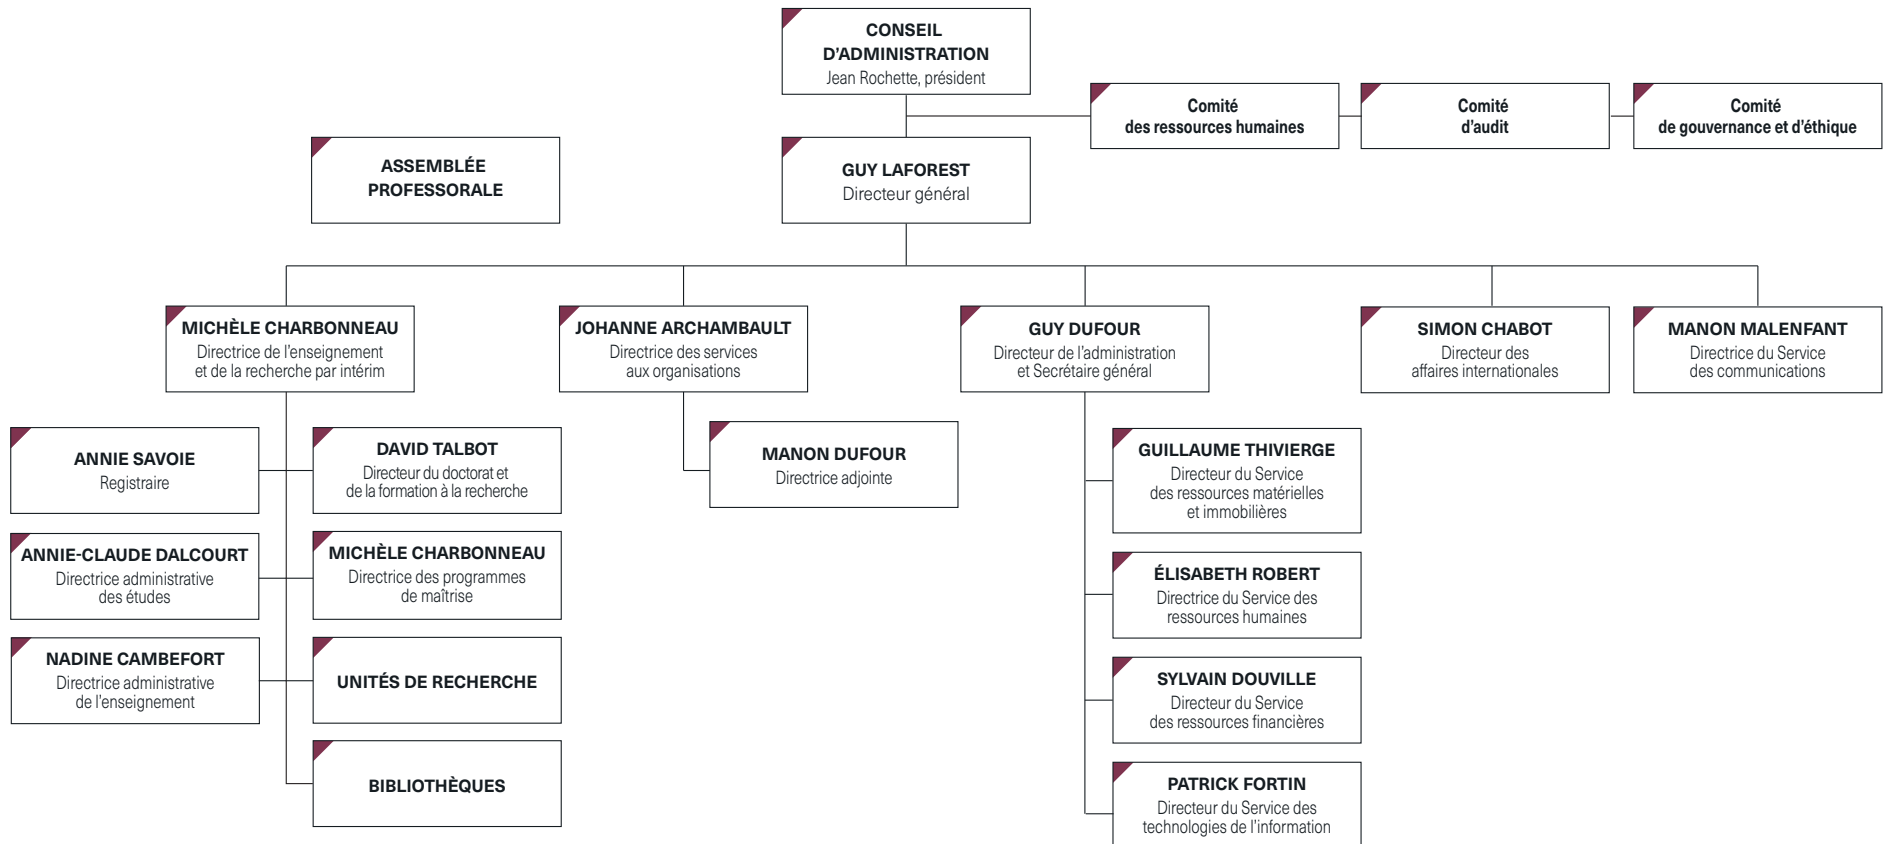 CONSEIL
D’ADMINISTRATION
Jean Rochette, président
Comité
des ressources humaines
Comité
d’audit
Comité
de gouvernance et d’éthique
ASSEMBLÉE
PROFESSORALE
GUY LAFOREST
Directeur général
MICHÈLE CHARBONNEAU
Directrice de l’enseignement
et de la recherche par intérim
JOHANNE ARCHAMBAULT
Directrice des services
aux organisations
GUY DUFOUR
Directeur de l’administration
et Secrétaire général
SIMON CHABOT
Directeur des
affaires internationales
MANON MALENFANT
Directrice du Service
des communications
ANNIE SAVOIE
Registraire
DAVID TALBOT
Directeur du doctorat et
de la formation à la recherche
MANON DUFOUR
Directrice adjointe
GUILLAUME THIVIERGE
Directeur du Service
des ressources matérielles
et immobilières
ANNIE-CLAUDE DALCOURT
Directrice administrative
des études
MICHÈLE CHARBONNEAU
Directrice des programmes
de maîtrise
ÉLISABETH ROBERT
Directrice du Service des
ressources humaines
NADINE CAMBEFORT
Directrice administrative
de l’enseignement
UNITÉS DE RECHERCHE
SYLVAIN DOUVILLE
Directeur du Service
des ressources financières
BIBLIOTHÈQUES
PATRICK FORTIN
Directeur du Service des
technologies de l’information